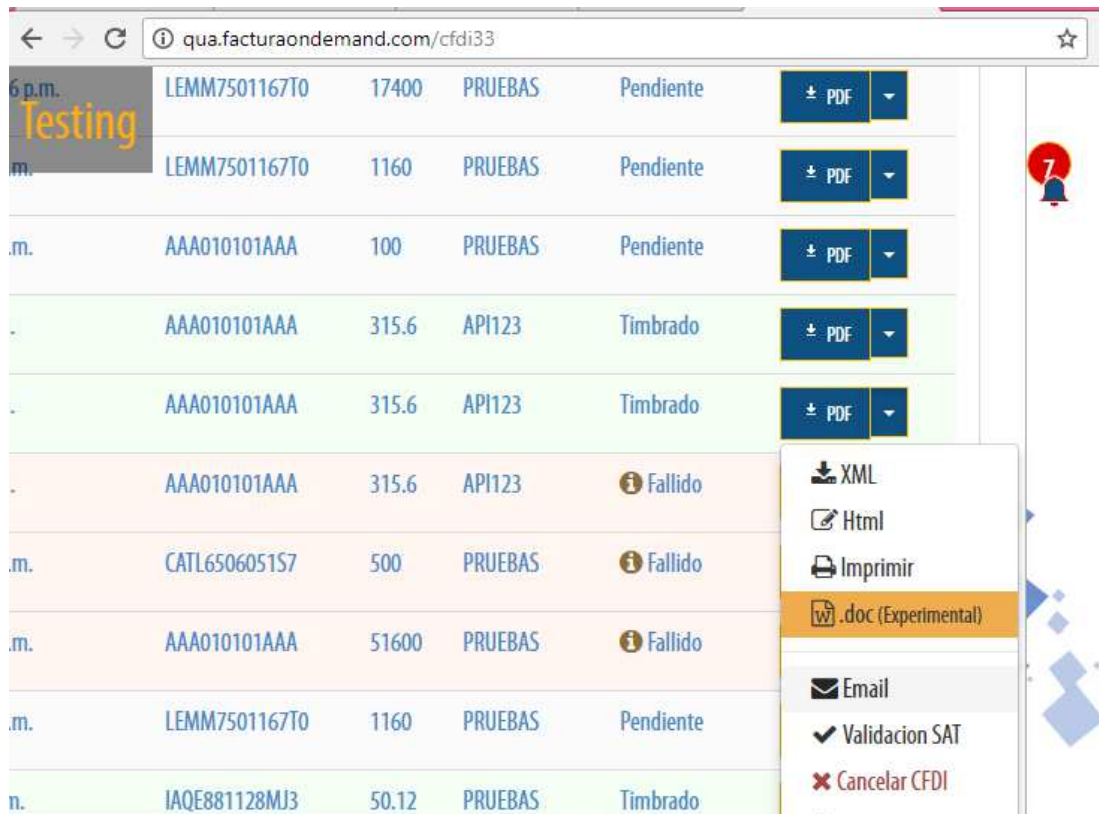 qua.facturaondemand.com/cfdi33
6 p.m. LEMM7501167T0 17400 PRUEBAS Pendiente PDF
Testing
m. LEMM7501167T0 1160 PRUEBAS Pendiente PDF
7
.m. AAA010101AAA 100 PRUEBAS Pendiente PDF
. AAA010101AAA 315.6 API123 Timbrado PDF
. AAA010101AAA 315.6 API123 Timbrado PDF
. AAA010101AAA 315.6 API123 Fallido
.m. CATL6506051S7 500 PRUEBAS Fallido
.m. AAA010101AAA 51600 PRUEBAS Fallido
.m. LEMM7501167T0 1160 PRUEBAS Pendiente
m. IAQE881128MJ3 50.12 PRUEBAS Timbrado
XML
Html
Imprimir
.doc (Experimental)
Email
Validacion SAT
Cancelar CFDI